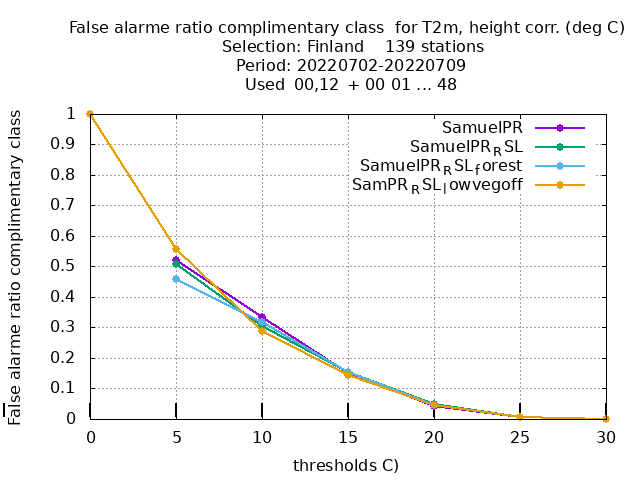 False alarme ratio complimentary class  for T2m, height corr. (deg C)
Selection: Finland    139 stations
Period: 20220702-20220709
Used  00,12  + 00 01 ... 48
False alarme ratio complimentary class
1
0.9
0.8
0.7
0.6
0.5
0.4
0.3
0.2
0.1
0
SamuelPR
SamuelPR_RSL
SamuelPR_RSL_forest
SamPR_RSL_lowvegoff
0 5 10 15 20 25 30
thresholds C)